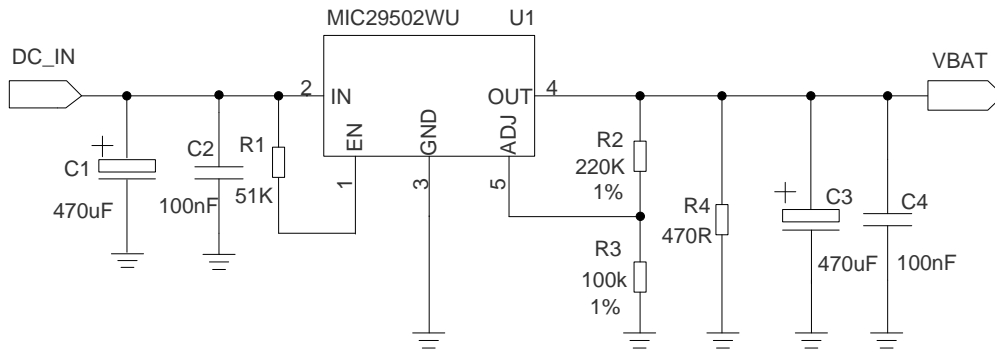 MIC29502WU
U1
DC_IN
VBAT
2
IN
OUT
4
EN
GND
ADJ
1
3
5
C1
470uF
C2
100nF
R1
51K
R2
220K
1%
R3
100k
1%
R4
470R
C3
470uF
C4
100nF